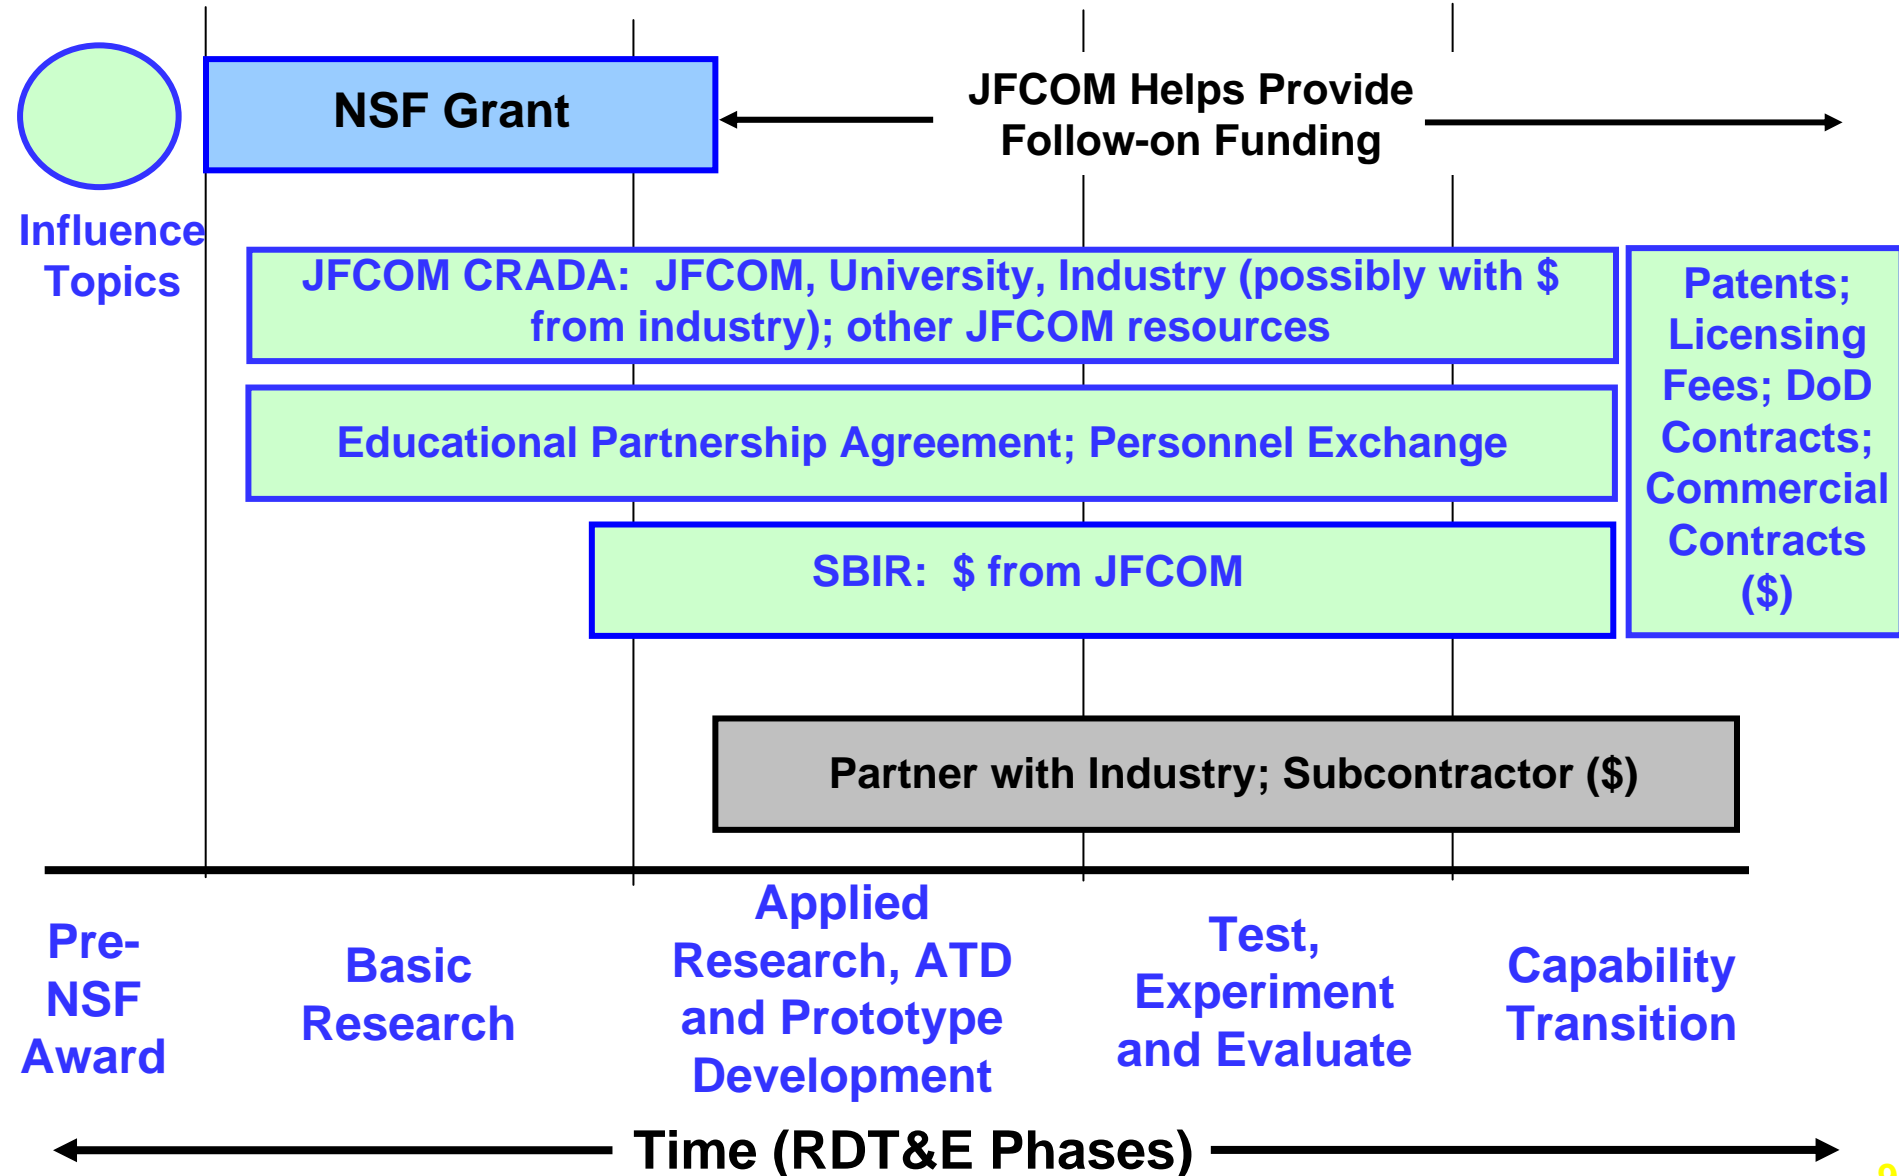 NSF Grant
JFCOM Helps Provide
Follow-on Funding
Influence
Topics
JFCOM CRADA: JFCOM, University, Industry (possibly with $
from industry); other JFCOM resources
Patents;
Licensing
Fees; DoD
Contracts;
Commercial
Contracts
($)
Educational Partnership Agreement; Personnel Exchange
SBIR: $ from JFCOM
Partner with Industry; Subcontractor ($)
Pre-
NSF
Award
Basic
Research
Applied
Research, ATD
and Prototype
Development
Test,
Experiment
and Evaluate
Capability
Transition
Time (RDT&E Phases)